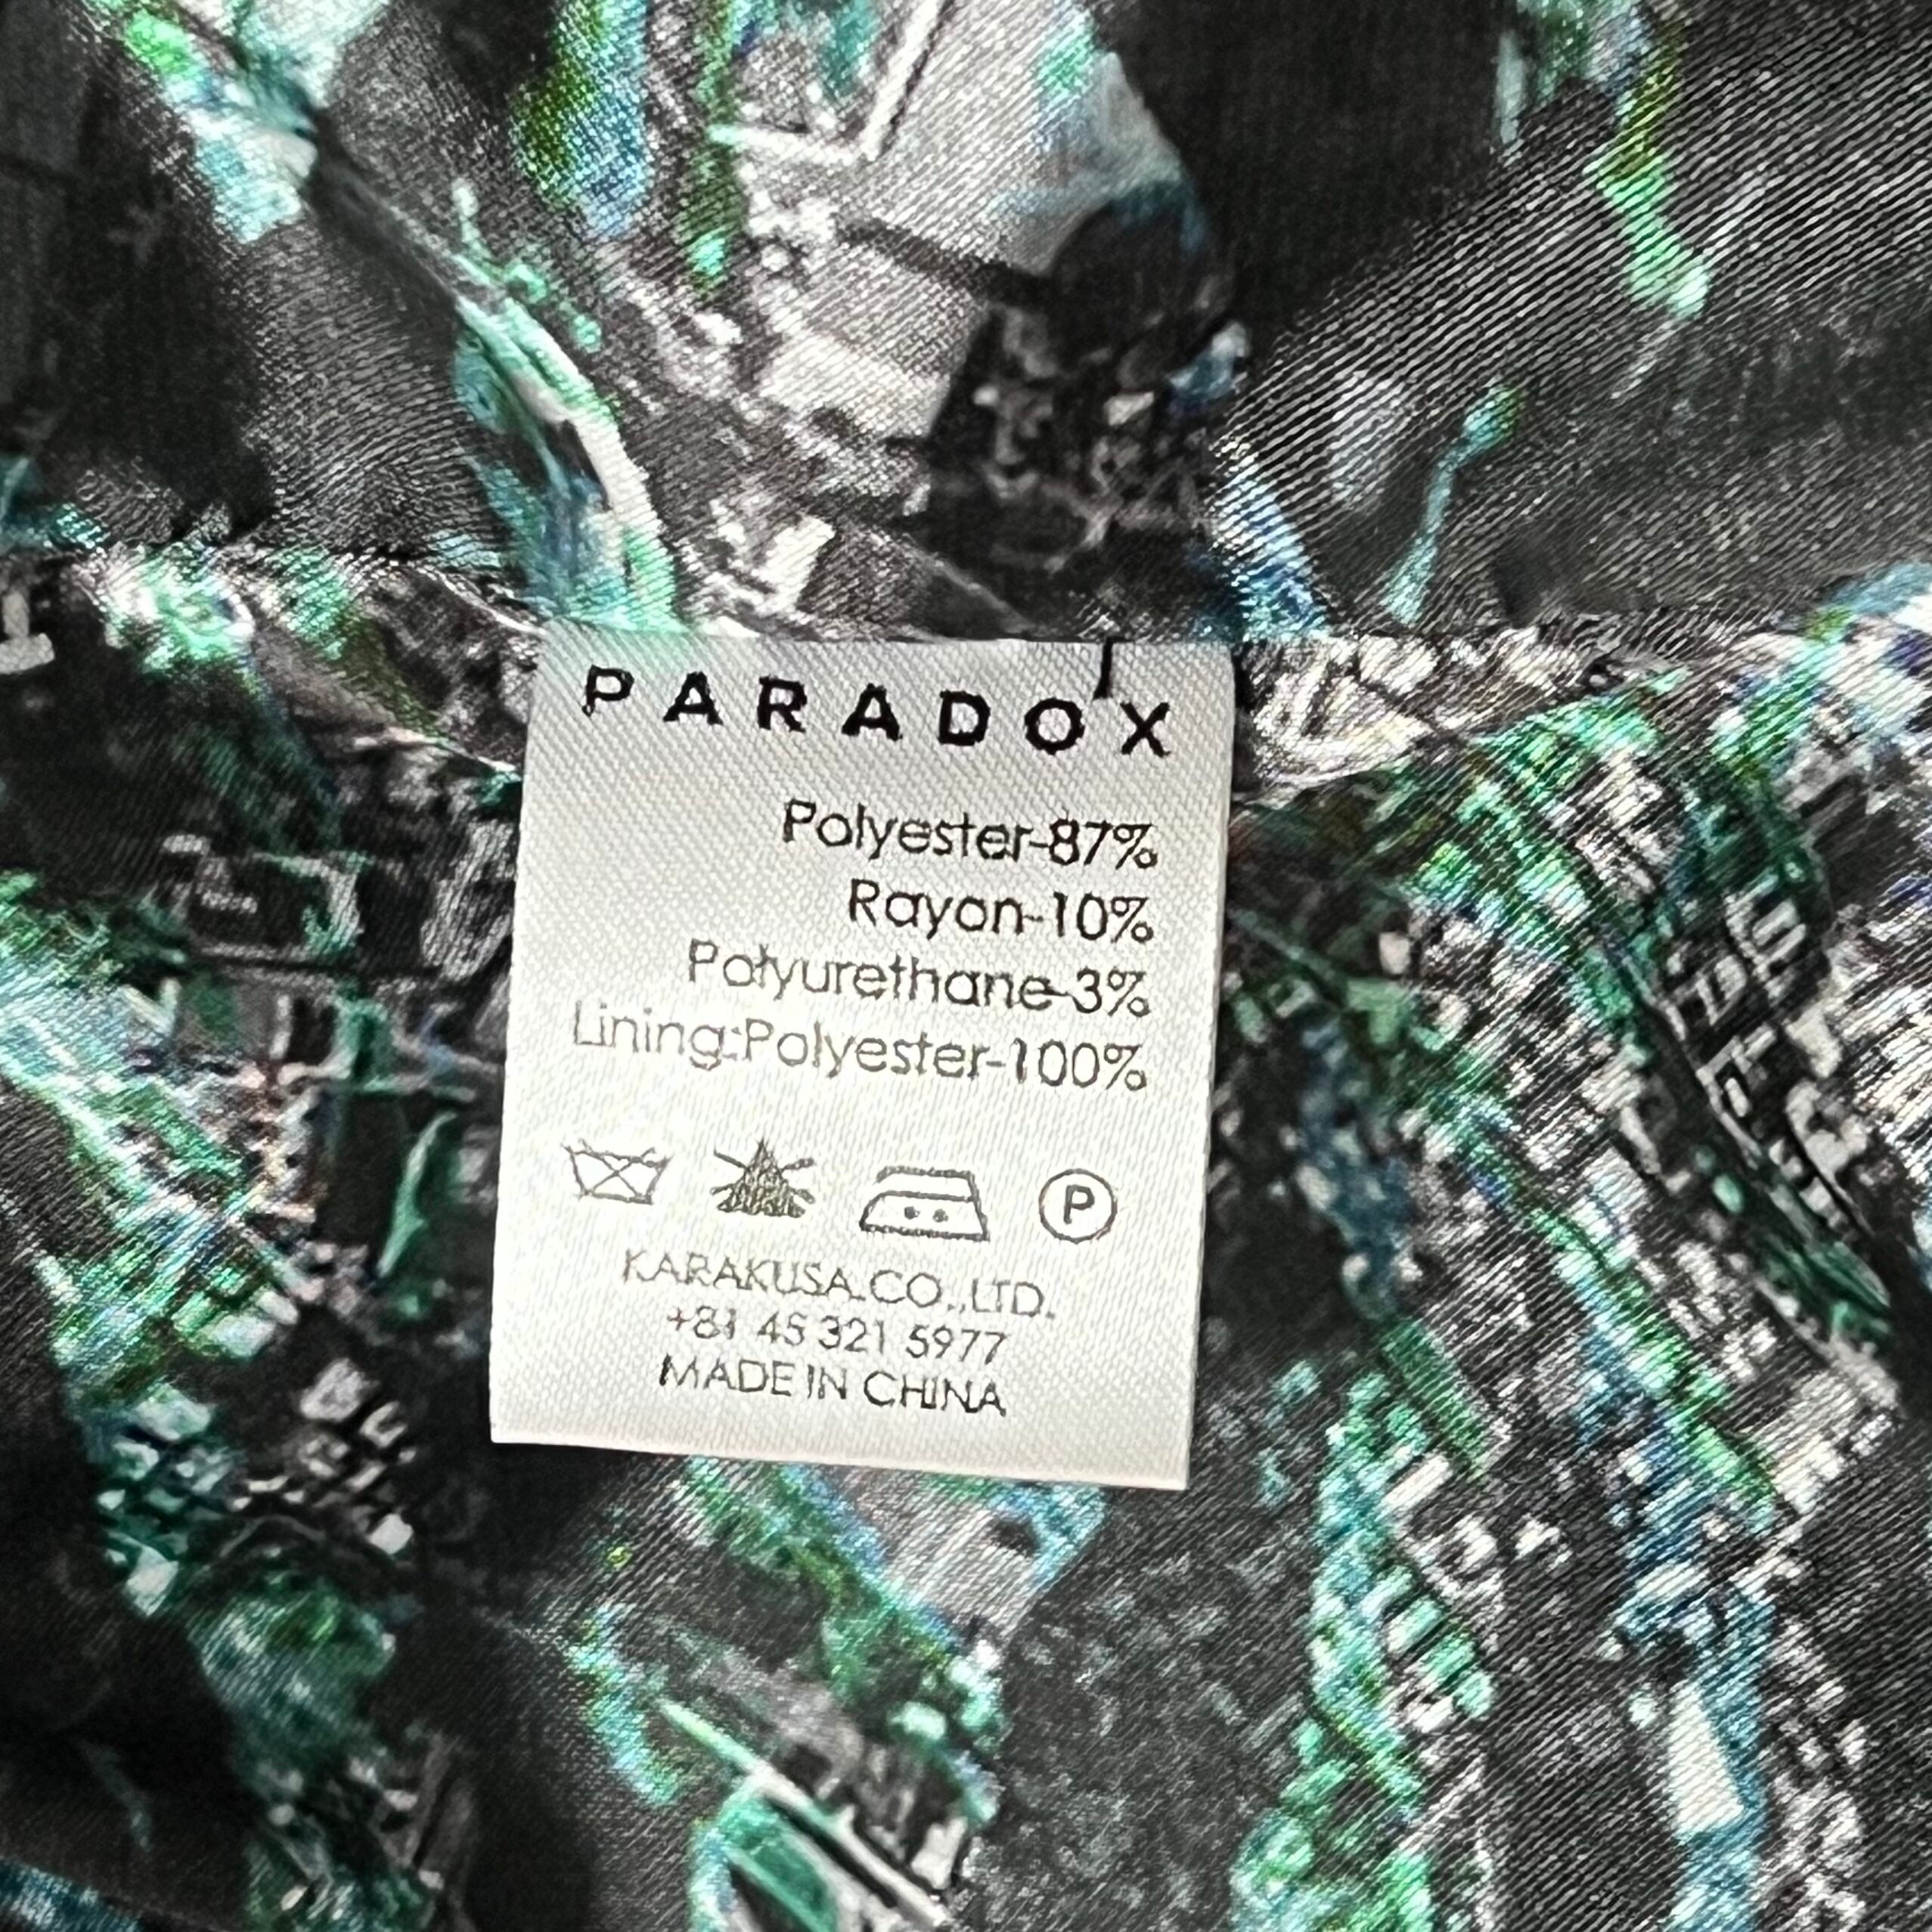 PARADOX
Polyester-87%
Rayon-10%
Polyurethane-3%
Lining:Polyester-100%
P
KARAKUSA.CO.,LTD.
+81 45 321 5977
MADE IN CHINA